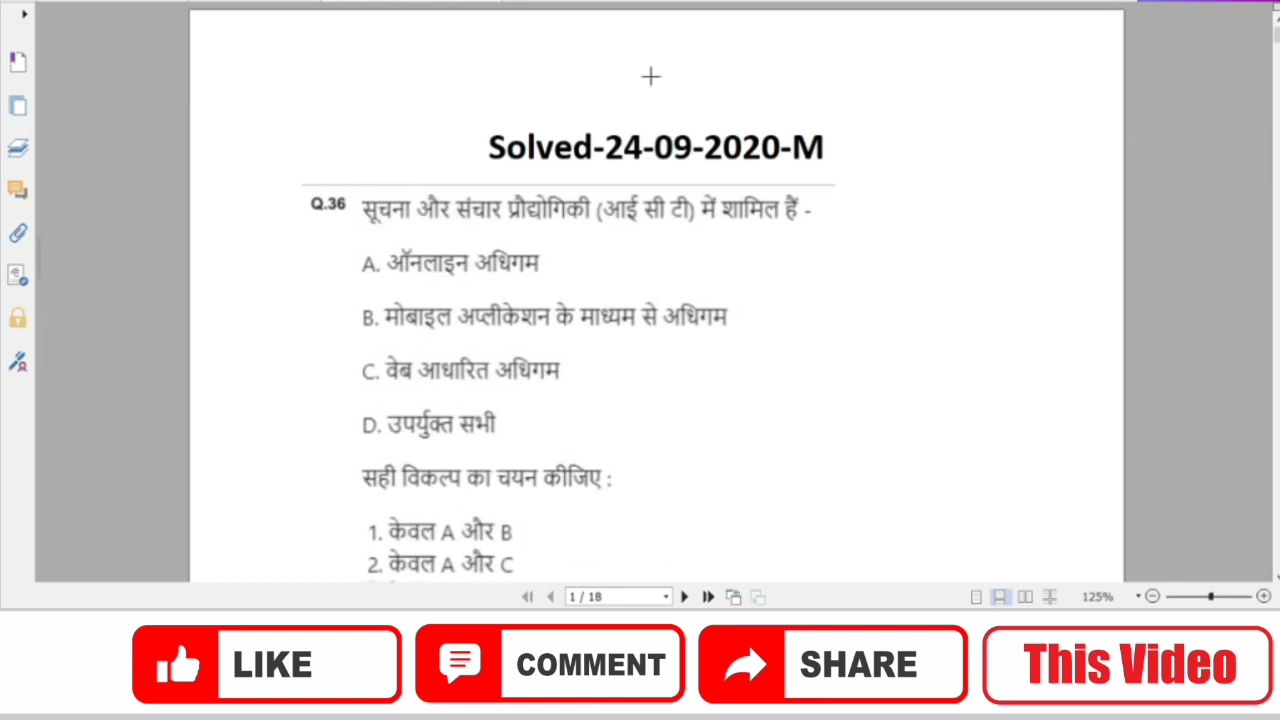 Solved-24-09-2020-M
Q.36 सूचना और संचार प्रौद्योगिकी (आई सी टी) में शामिल हैं -
A. ऑनलाइन अधिगम
B. मोबाइल अप्लीकेशन के माध्यम से अधिगम
C. वेब आधारित अधिगम
D. उपर्युक्त सभी
सही विकल्प का चयन कीजिए :
1. केवल A और B
2. केवल A और C
1 / 18
125%
LIKE
COMMENT
SHARE
This Video